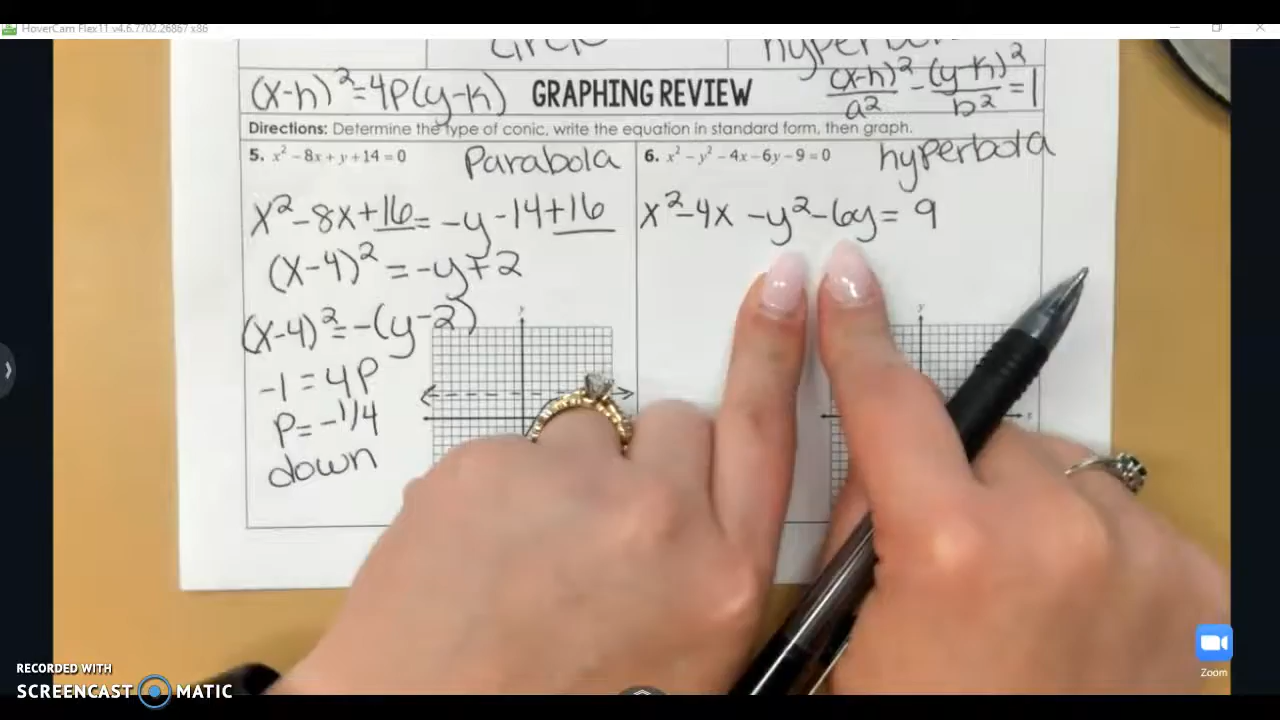 HoverCam Flex11 v4.6.7702.26867 x86
circle
(x-h)²=4P(y-k)
GRAPHING REVIEW
(x-h)²/a² - (y-k)²/b² = 1
Directions: Determine the type of conic, write the equation in standard form, then graph.
5. x² – 8x + y + 14 = 0
Parabola
x²-8x+16=-y-14+16
(x-4)²=-y+2
(x-4)²=-(y-2)
-1=4P
P=-1/4
down
y
6. x² – y² – 4x – 6y – 9 = 0
hyperbola
x²-4x-y²-6y=9
y
x
Zoom
RECORDED WITH
SCREENCAST MATIC